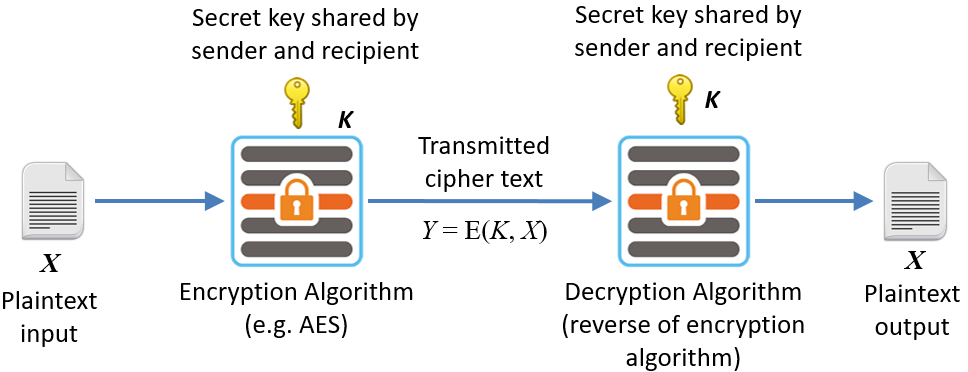 Secret key shared by
sender and recipient
K
Secret key shared by
sender and recipient
K
Transmitted
cipher text
Y = E(K, X)
X
Plaintext
input
Encryption Algorithm
(e.g. AES)
Decryption Algorithm
(reverse of encryption
algorithm)
X
Plaintext
output